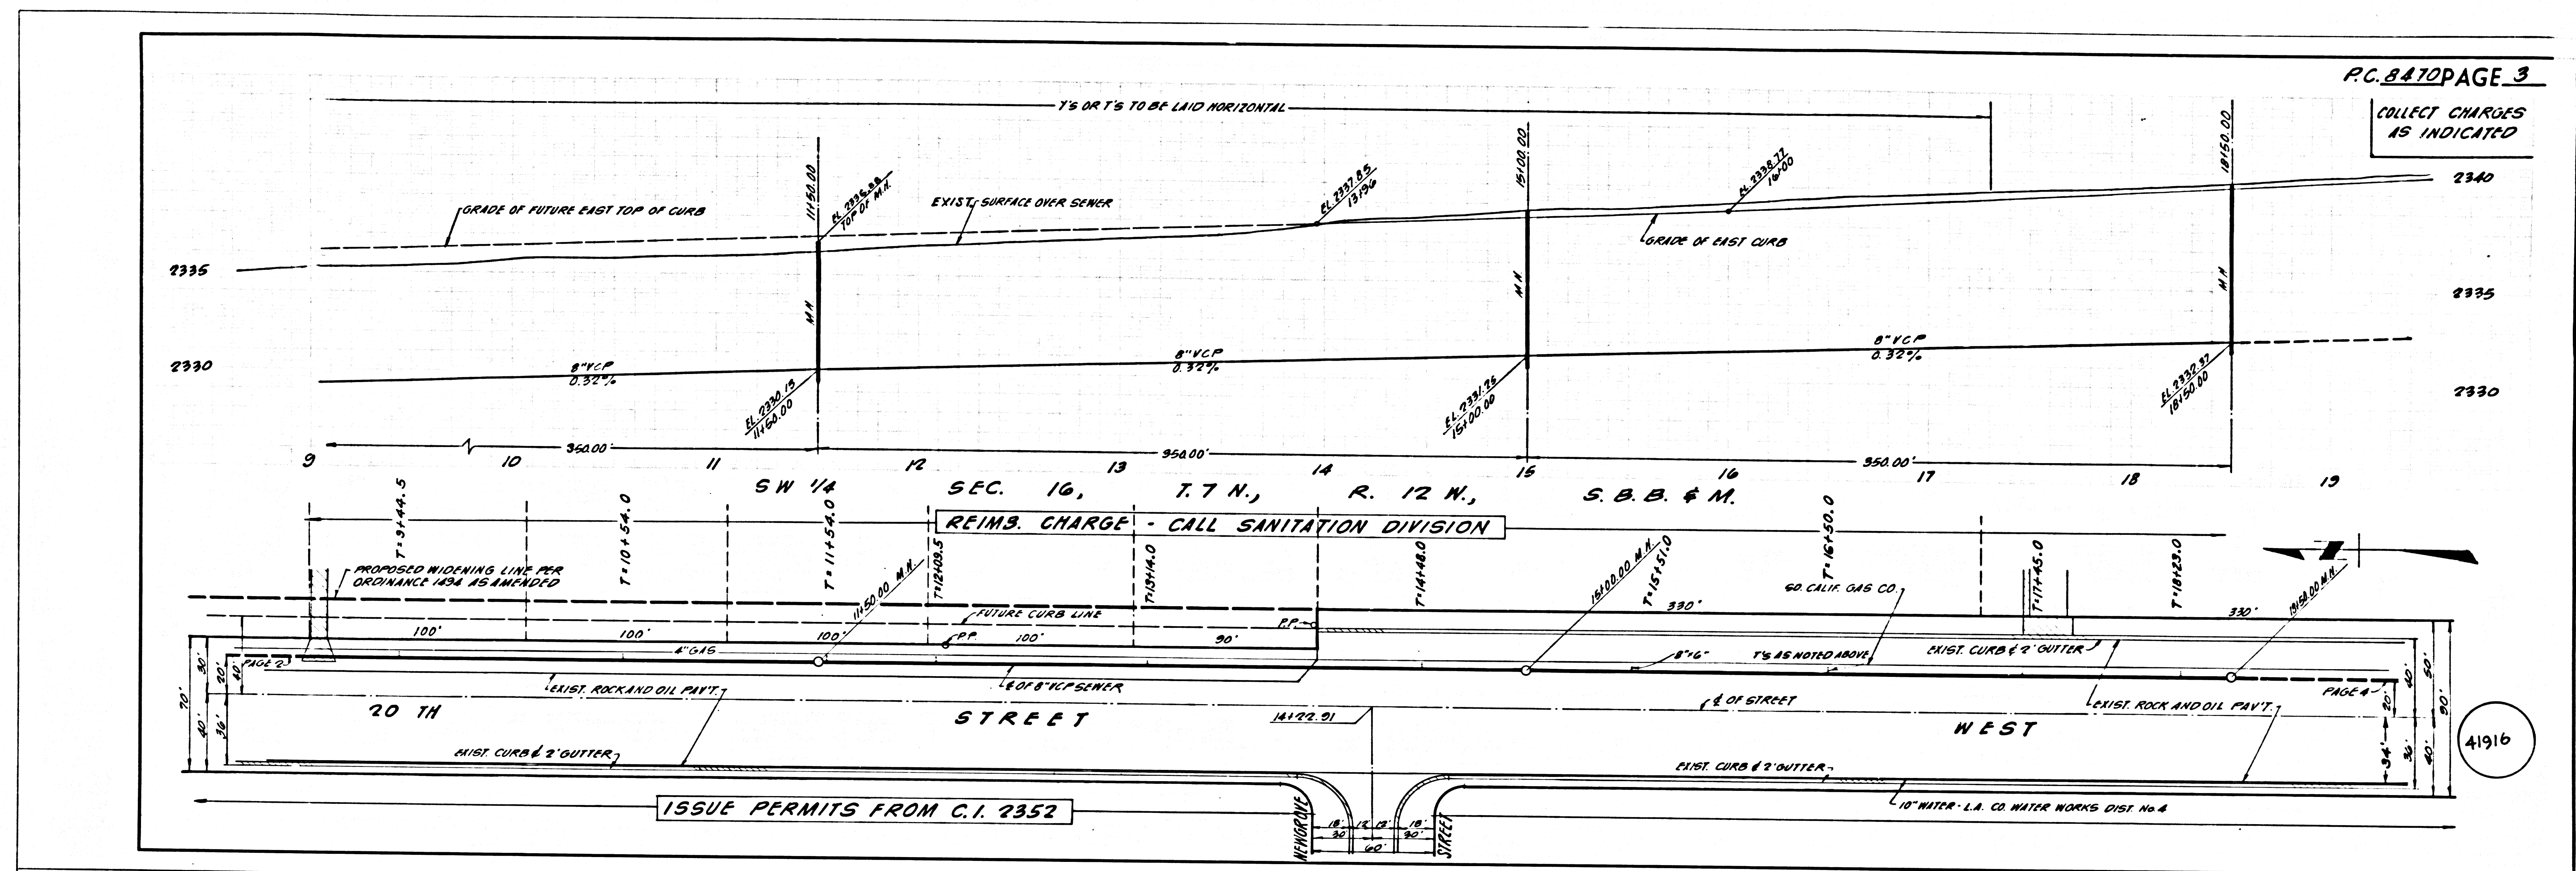 P.C. 8470 PAGE 3
COLLECT CHARGES
AS INDICATED
Y'S OR T'S TO BE LAID HORIZONTAL
11+50.00
15+00.00
18+50.00
TOP OF M.H.
EL. 2337.85
13+96
EL. 2338.77
16+00
2340
GRADE OF FUTURE EAST TOP OF CURB
EXIST. SURFACE OVER SEWER
GRADE OF EAST CURB
2335
M.H.
M.H.
M.H.
2335
2330
8" VCP
0.32%
8" VCP
0.32%
8" VCP
0.32%
2330
EL. 2330.13
11+50.00
EL. 2331.26
15+00.00
EL. 2332.37
18+50.00
350.00'
350.00'
350.00'
9 10 11 12 13 14 15 16 17 18 19
SW 1/4 SEC. 16, T. 7 N., R. 12 W., S. B. B. & M.
REIMB. CHARGE - CALL SANITATION DIVISION
T=9+44.5
T=10+54.0
T=11+54.0
T=12+09.5
T=13+14.0
T=14+48.0
T=15+51.0
T=16+50.0
T=17+45.0
T=18+23.0
PROPOSED WIDENING LINE PER
ORDINANCE 1494 AS AMENDED
11+50.00 M.H.
15+00.00 M.H.
18+50.00 M.H.
SO. CALIF. GAS CO.
FUTURE CURB LINE
330'
330'
100' 100' 100' 100' 90'
P.P.
P.P.
4" GAS
PAGE 2
8"x6" T'S AS NOTED ABOVE
EXIST. CURB & 2' GUTTER
EXIST. ROCK AND OIL PAV'T.
℄ OF 8" VCP SEWER
PAGE 4
70'
30'
40'
20'
36'
40'
20 TH STREET WEST
14+22.91
℄ OF STREET
EXIST. ROCK AND OIL PAV'T.
20'
34'
40'
36'
50'
40'
90'
41916
EXIST. CURB & 2' GUTTER
EXIST. CURB & 2' GUTTER
ISSUE PERMITS FROM C.I. 2352
10" WATER - L.A. CO. WATER WORKS DIST. No. 4
NEWGROVE STREET
18' 12' 12' 18'
30' 30'
60'